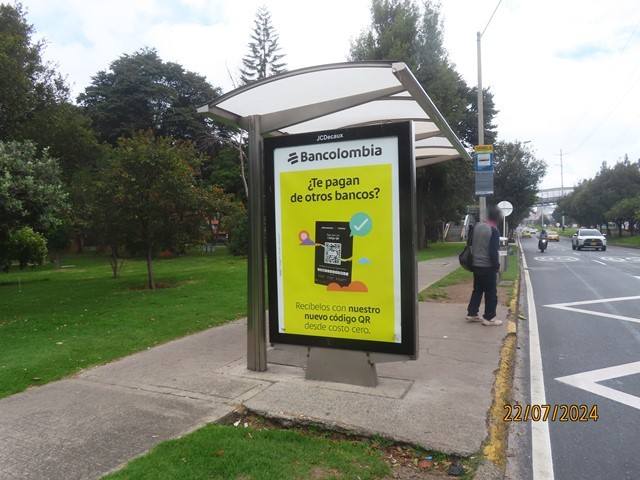 JCDecaux
Bancolombia
¿Te pagan
de otros bancos?
Recíbelos con nuestro
nuevo código QR
desde costo cero.
22/07/2024